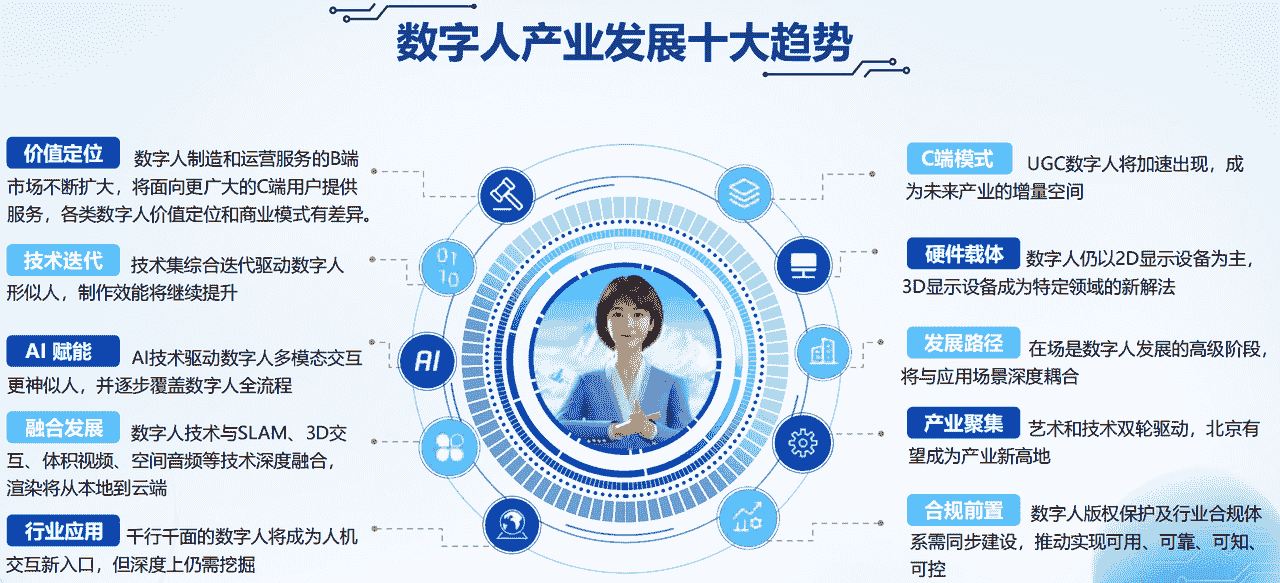 数字人产业发展十大趋势
价值定位 数字人制造和运营服务的B端
市场不断扩大，将面向更广大的C端用户提供
服务，各类数字人价值定位和商业模式有差异。
技术迭代 技术集综合迭代驱动数字人
形似人，制作效能将继续提升
AI 赋能 AI技术驱动数字人多模态交互
更神似人，并逐步覆盖数字人全流程
融合发展 数字人技术与SLAM、3D交
互、体积视频、空间音频等技术深度融合，
渲染将从本地到云端
行业应用 千行千面的数字人将成为人机
交互新入口，但深度上仍需挖掘
01
10
AI
C端模式 UGC数字人将加速出现，成
为未来产业的增量空间
硬件载体 数字人仍以2D显示设备为主，
3D显示设备成为特定领域的新解法
发展路径 在场是数字人发展的高级阶段，
将与应用场景深度耦合
产业聚集 艺术和技术双轮驱动，北京有
望成为产业新高地
合规前置 数字人版权保护及行业合规体
系需同步建设，推动实现可用、可靠、可知、
可控